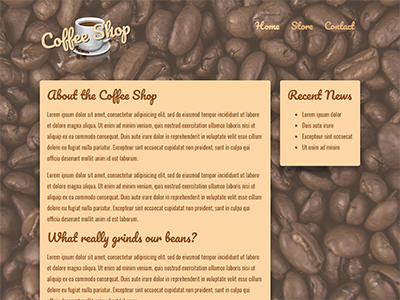 Coffee Shop
Home Store Contact
About the Coffee Shop
Lorem ipsum dolor sit amet, consectetur adipisicing elit, sed do eiusmod tempor incididunt ut
labore et dolore magna aliqua. Ut enim ad minim veniam, quis nostrud exercitation ullamco laboris nisi ut
aliquip ex ea commodo consequat. Duis aute irure dolor in reprehenderit in voluptate velit esse cillum dolore
eu fugiat nulla pariatur. Excepteur sint occaecat cupidatat non proident, sunt in culpa qui
officia deserunt mollit anim id est laborum.
Lorem ipsum dolor sit amet, consectetur adipisicing elit, sed do eiusmod tempor incididunt ut
labore et dolore magna aliqua. Ut enim ad minim veniam, quis nostrud exercitation ullamco laboris nisi ut
aliquip ex ea commodo consequat. Duis aute irure dolor in reprehenderit in voluptate velit esse cillum dolore
eu fugiat nulla pariatur. Excepteur sint occaecat cupidatat non proident, sunt in culpa qui
officia deserunt mollit anim id est laborum.
What really grinds our beans?
Lorem ipsum dolor sit amet, consectetur adipisicing elit, sed do eiusmod tempor incididunt ut
labore et dolore magna aliqua. Ut enim ad minim veniam, quis nostrud exercitation ullamco laboris nisi ut
aliquip ex ea commodo consequat. Duis aute irure dolor in reprehenderit in voluptate velit esse cillum dolore
eu fugiat nulla pariatur. Excepteur sint occaecat cupidatat non proident, sunt in culpa qui
Recent News
Lorem ipsum dolor
Duis aute irure
Excepteur sint occaecat
Ut enim ad minim